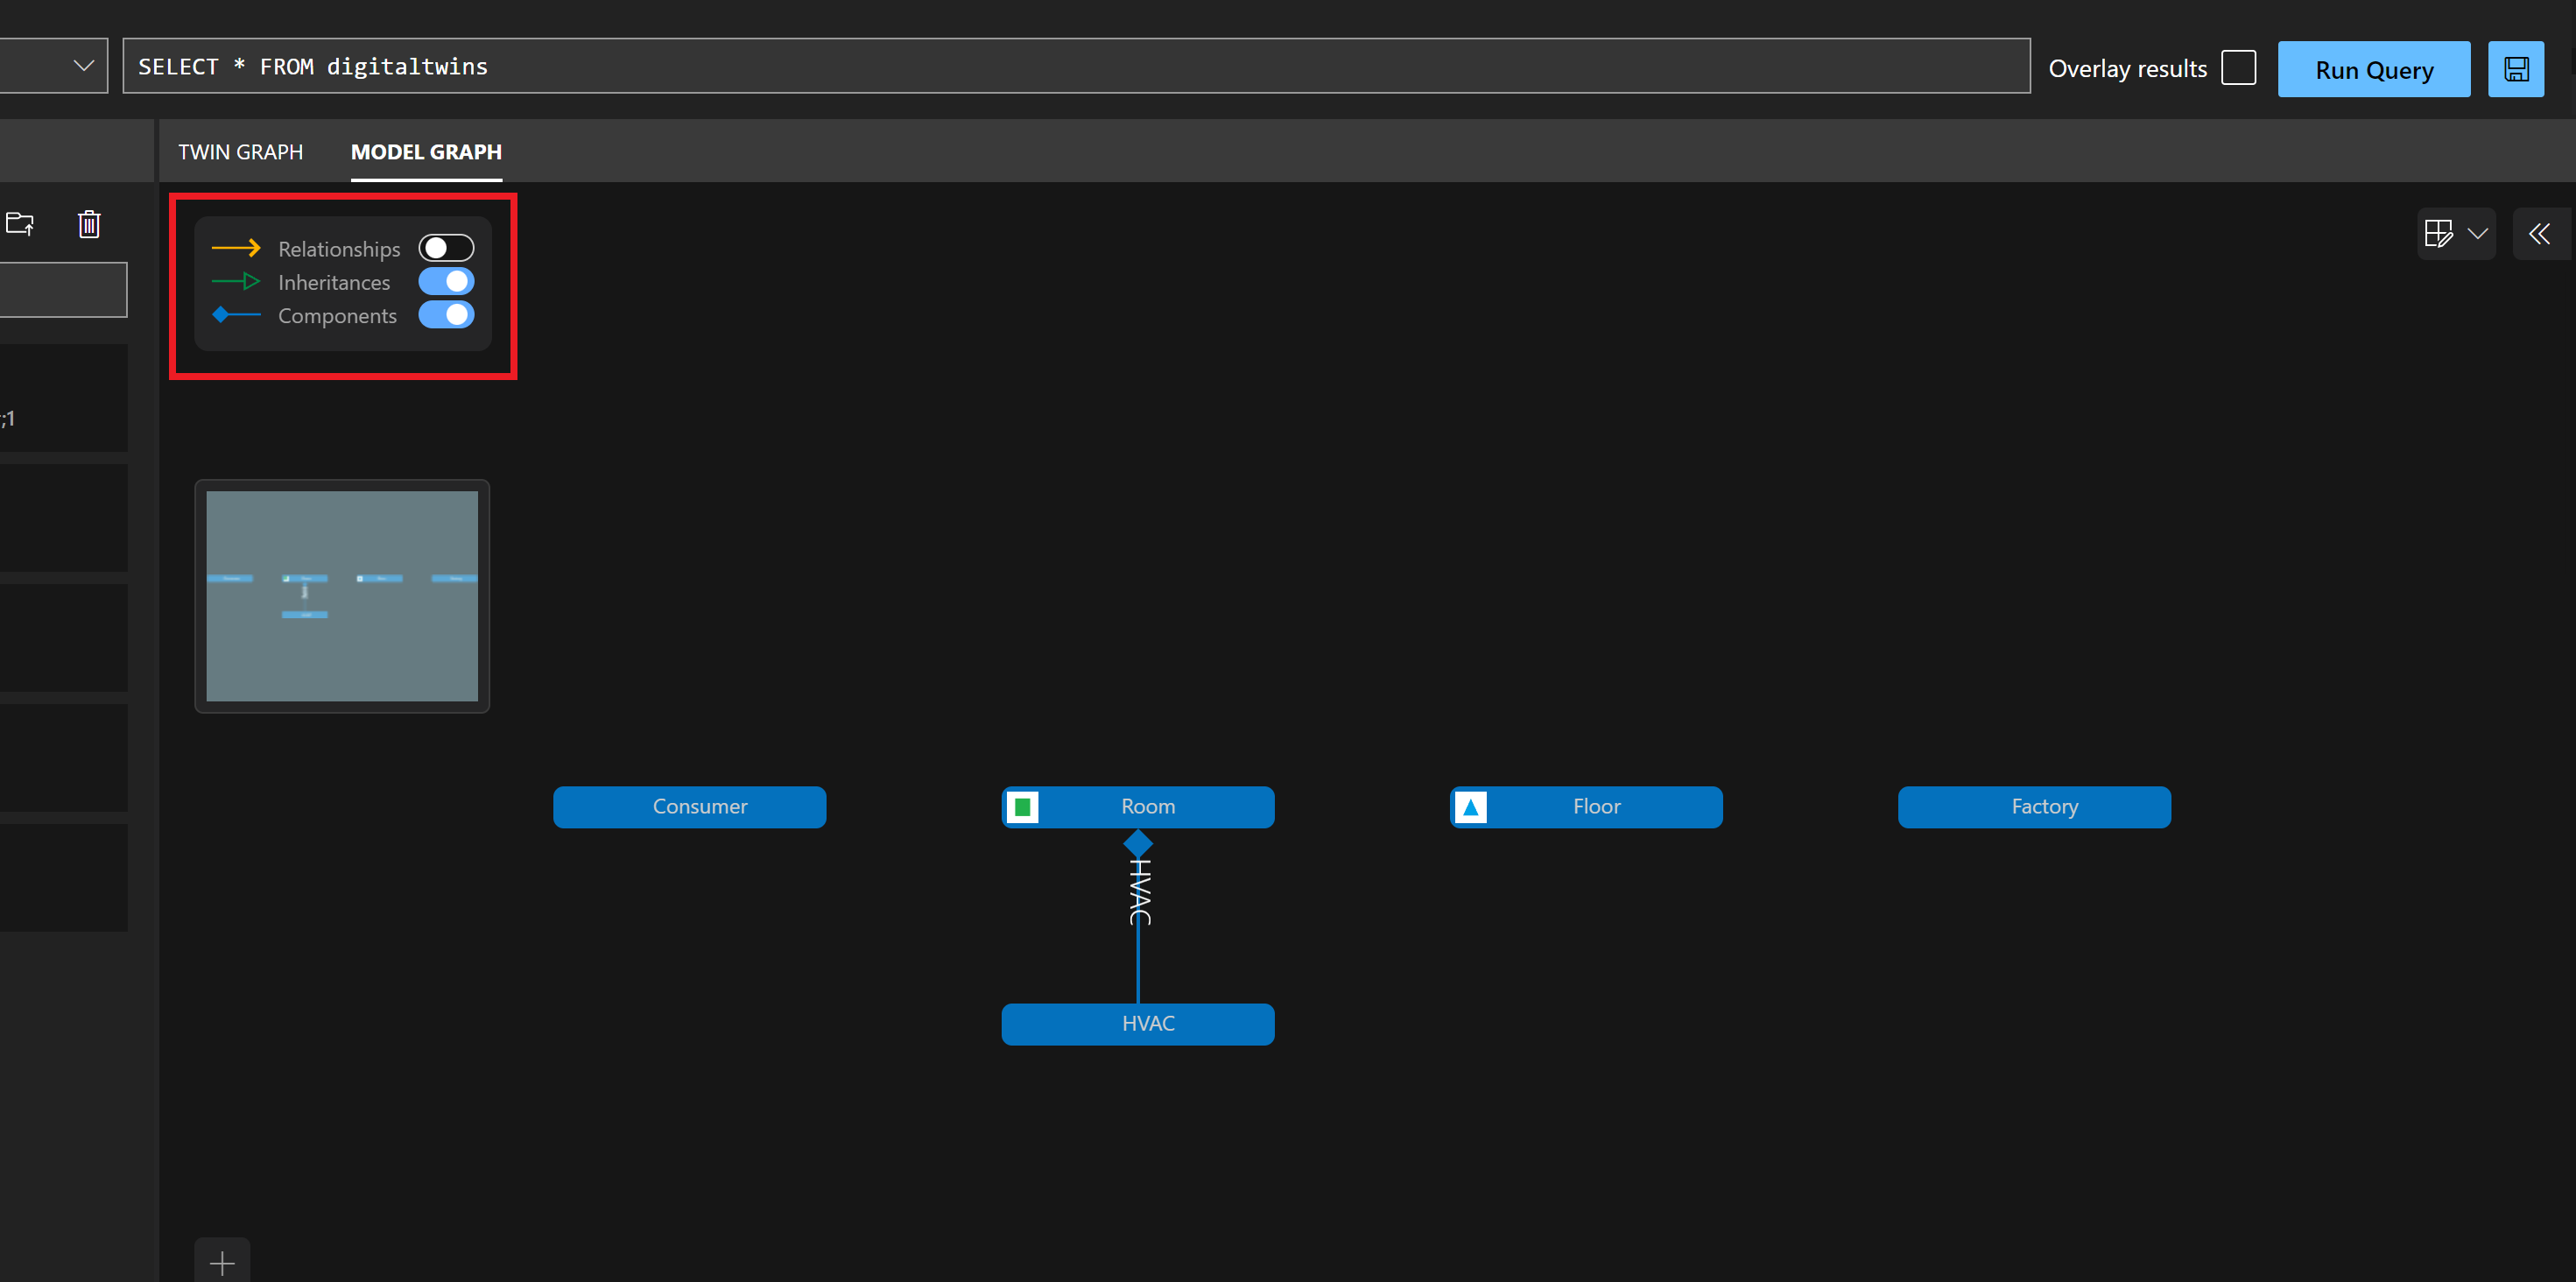 SELECT * FROM digitaltwins
Overlay results
Run Query
TWIN GRAPH
MODEL GRAPH
Relationships
Inheritances
Components
;1
Consumer
Room
Floor
Factory
HVAC
HVAC